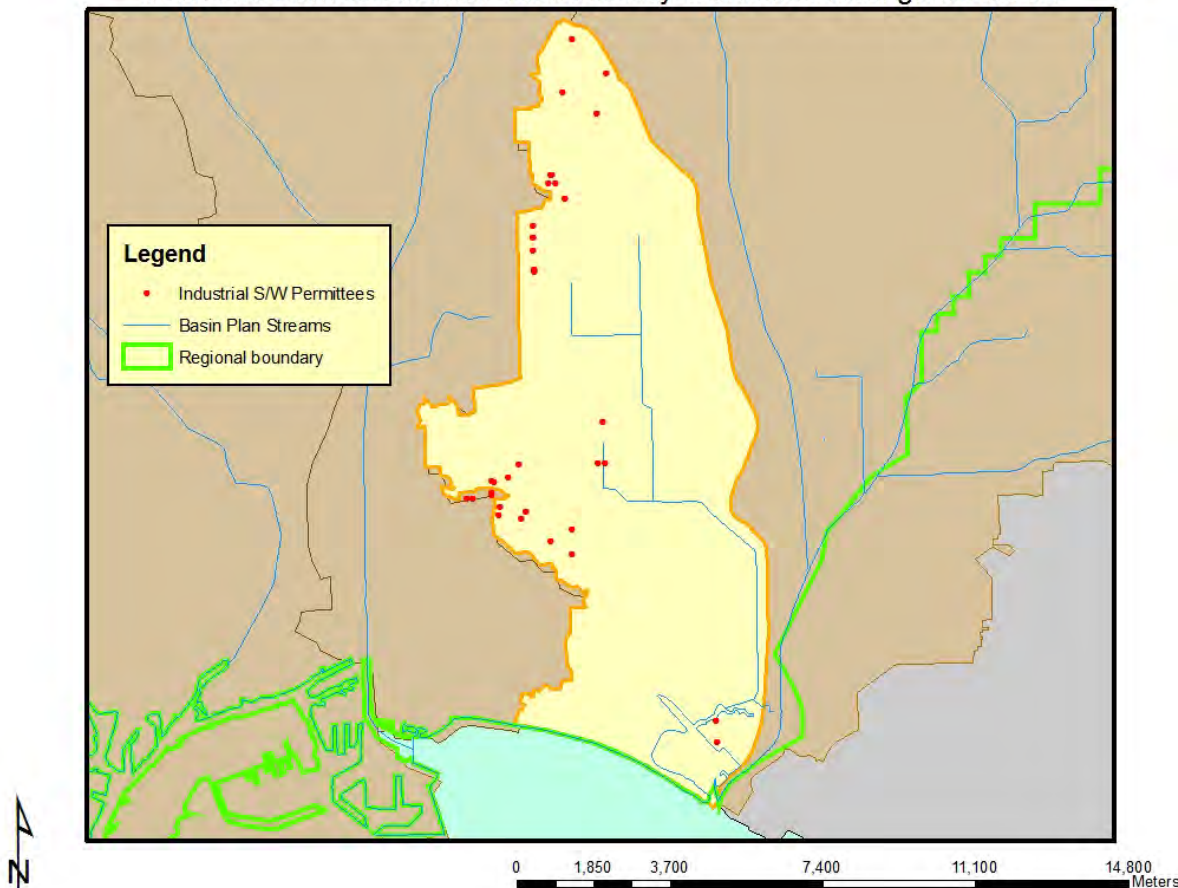 Legend
Industrial S/W Permittees
Basin Plan Streams
Regional boundary
N
0 1,850 3,700 7,400 11,100 14,800
Meters